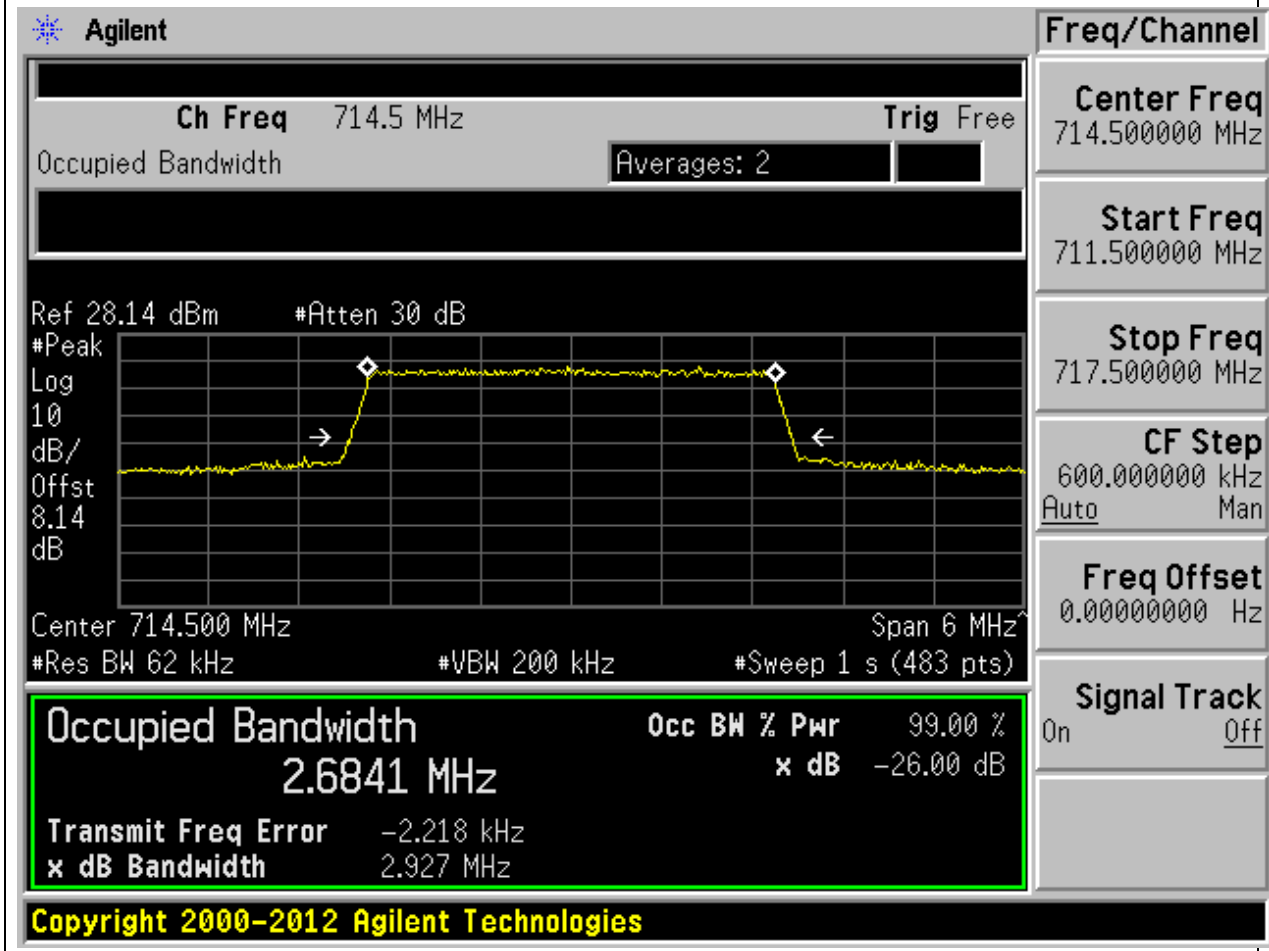 Agilent
Freq/Channel
Ch Freq 714.5 MHz Trig Free
Occupied Bandwidth Averages: 2
Center Freq
714.500000 MHz
Start Freq
711.500000 MHz
Stop Freq
717.500000 MHz
CF Step
600.000000 kHz
Auto Man
Freq Offset
0.00000000 Hz
Signal Track
On Off
Ref 28.14 dBm #Atten 30 dB
#Peak
Log
10
dB/
Offst
8.14
dB
Center 714.500 MHz Span 6 MHz^
#Res BW 62 kHz #VBW 200 kHz #Sweep 1 s (483 pts)
Occupied Bandwidth
2.6841 MHz
Occ BW % Pwr 99.00 %
x dB -26.00 dB
Transmit Freq Error -2.218 kHz
x dB Bandwidth 2.927 MHz
Copyright 2000-2012 Agilent Technologies